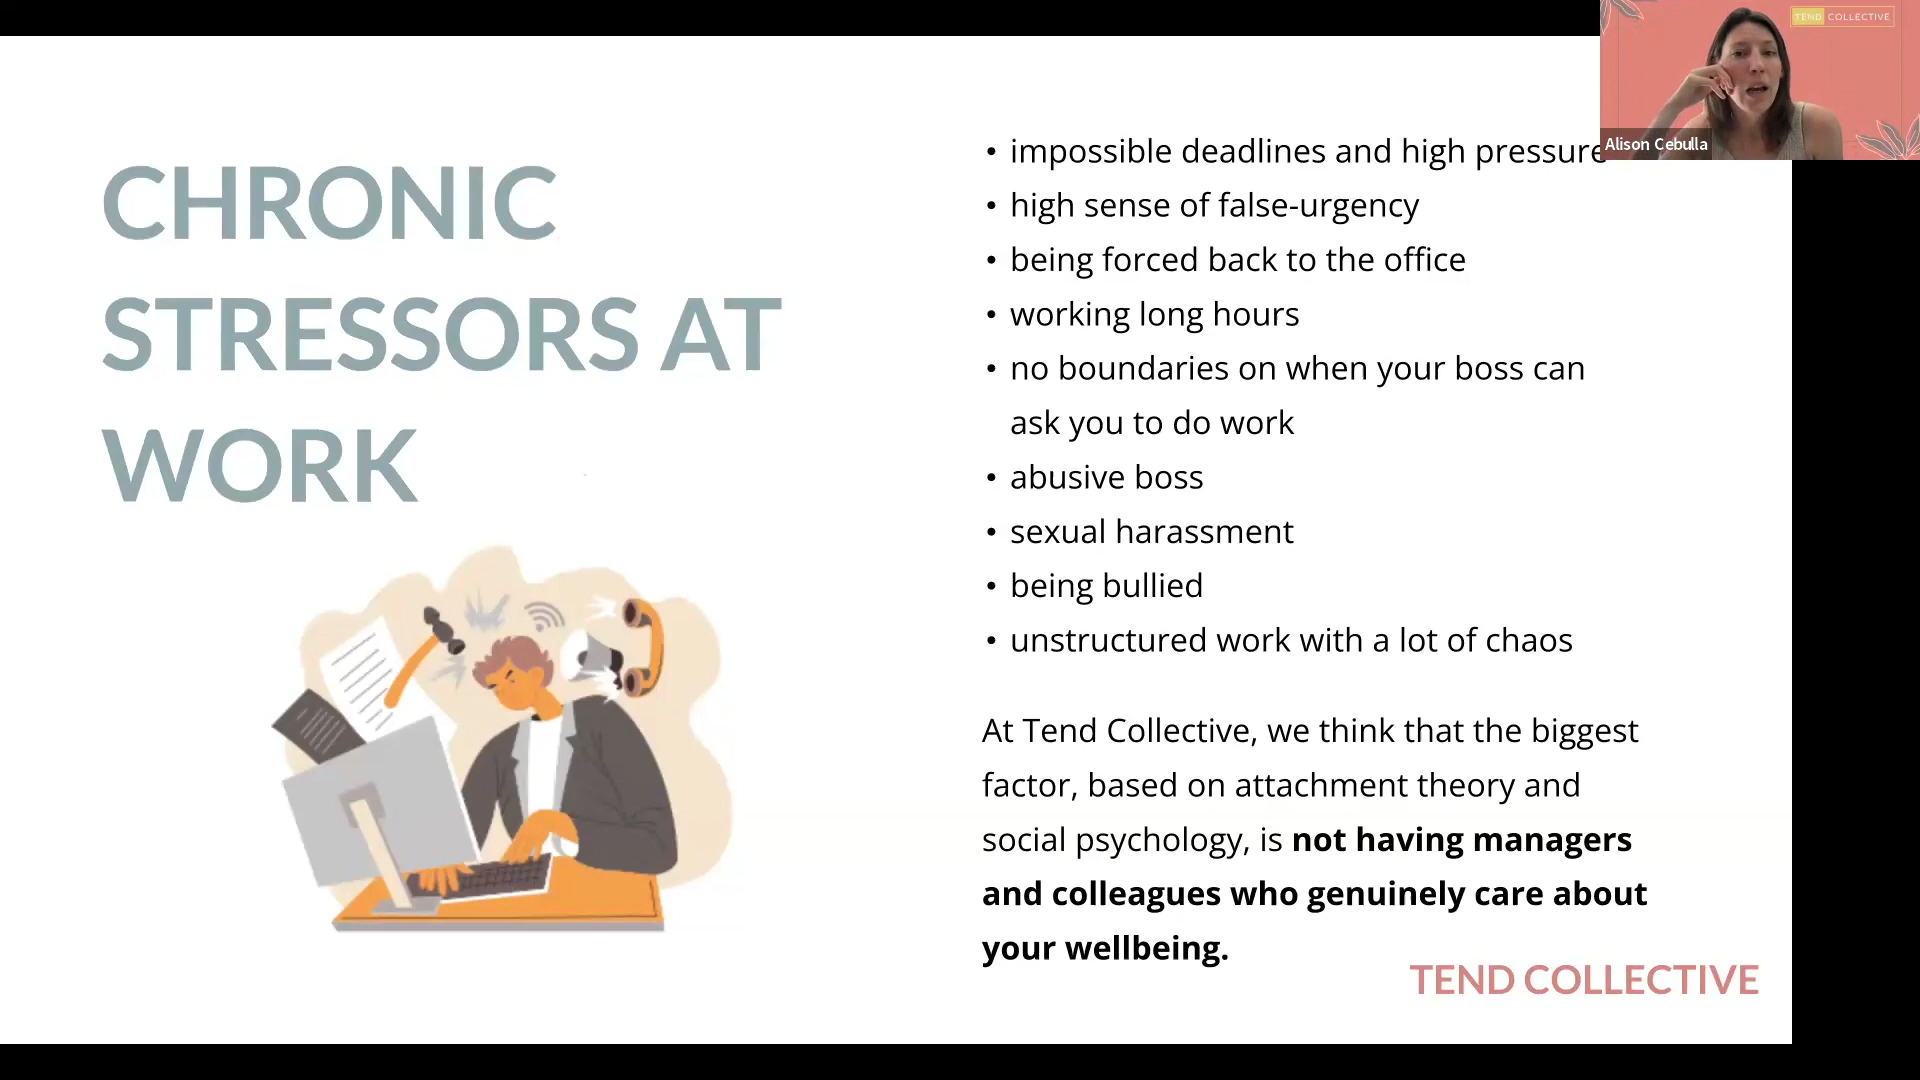 TEND COLLECTIVE
Alison Cebulla
CHRONIC
STRESSORS AT
WORK
• impossible deadlines and high pressure
• high sense of false-urgency
• being forced back to the office
• working long hours
• no boundaries on when your boss can
ask you to do work
• abusive boss
• sexual harassment
• being bullied
• unstructured work with a lot of chaos
At Tend Collective, we think that the biggest
factor, based on attachment theory and
social psychology, is not having managers
and colleagues who genuinely care about
your wellbeing.
TEND COLLECTIVE